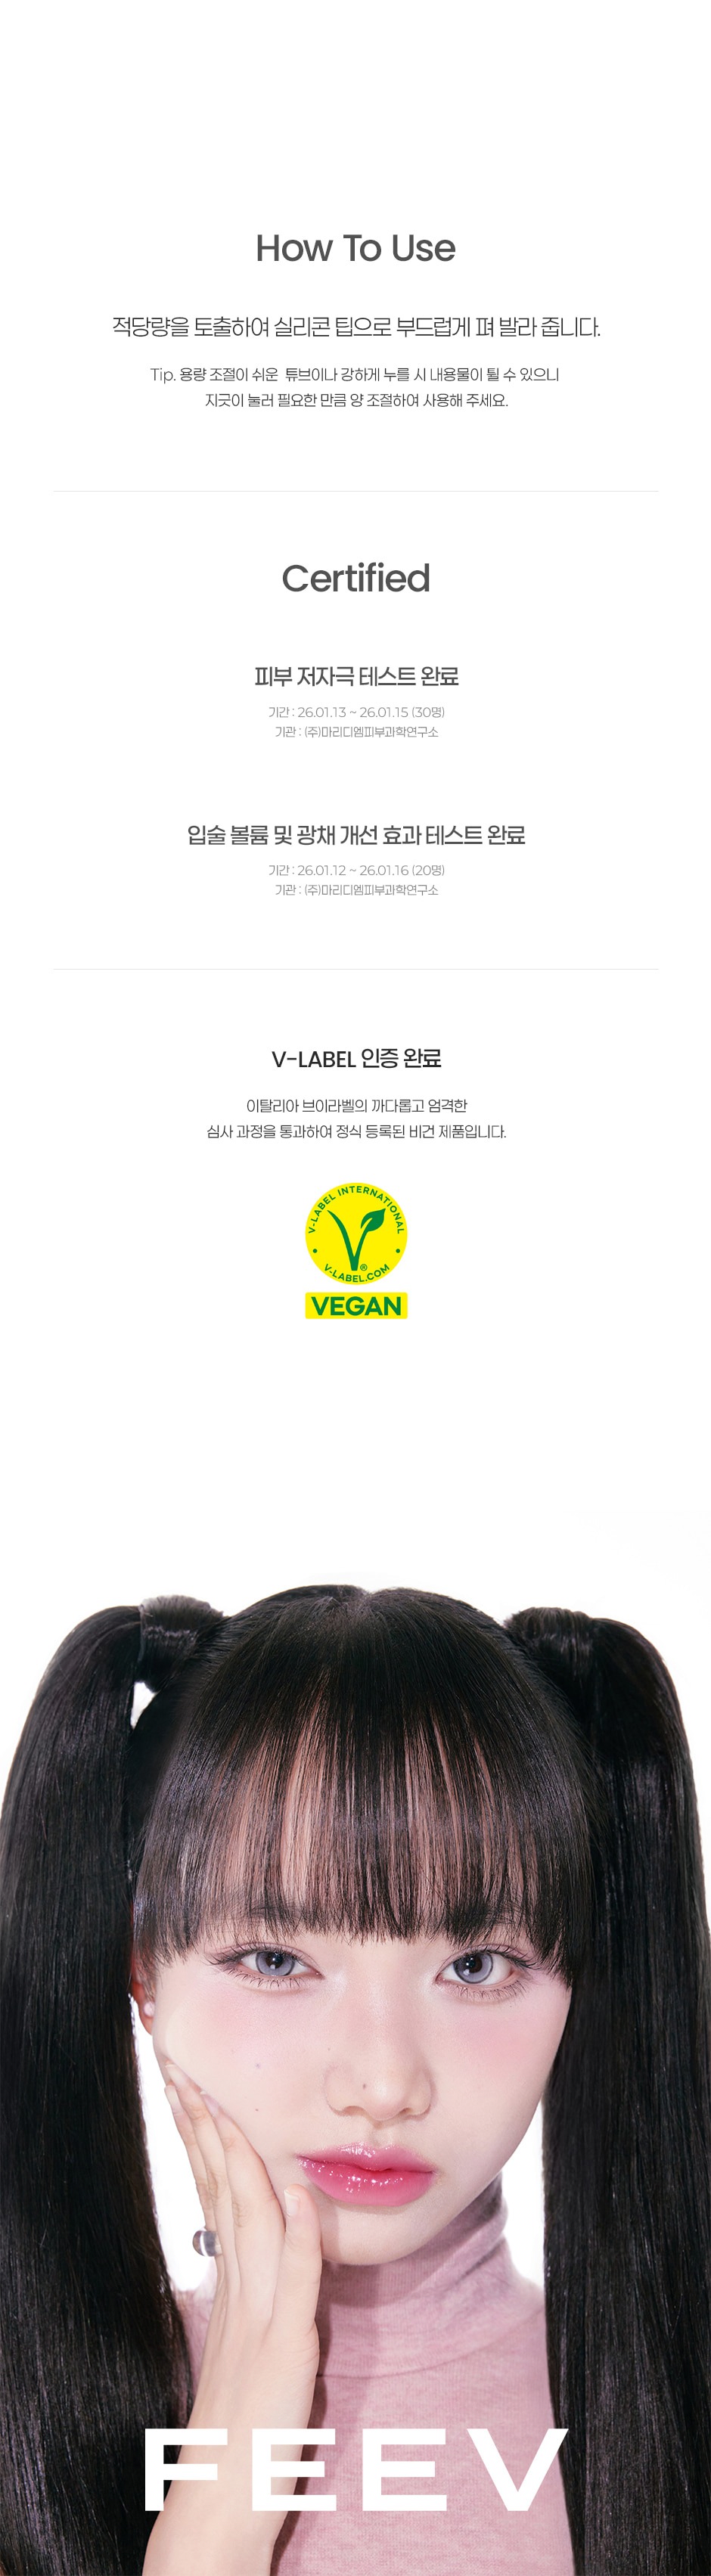 How To Use
적당량을 토출하여 실리콘 팁으로 부드럽게 펴 발라 줍니다.
Tip. 용량 조절이 쉬운 튜브이나 강하게 누를 시 내용물이 튈 수 있으니
지긋이 눌러 필요한 만큼 양 조절하여 사용해 주세요.
Certified
피부 저자극 테스트 완료
기간 : 26.01.13 ~ 26.01.15 (30명)
기관 : (주)마리디엠피부과학연구소
입술 볼륨 및 광채 개선 효과 테스트 완료
기간 : 26.01.12 ~ 26.01.16 (20명)
기관 : (주)마리디엠피부과학연구소
V-LABEL 인증 완료
이탈리아 브이라벨의 까다롭고 엄격한
심사 과정을 통과하여 정식 등록된 비건 제품입니다.
V-LABEL INTERNATIONAL
®
V-LABEL.COM
VEGAN
FEEV